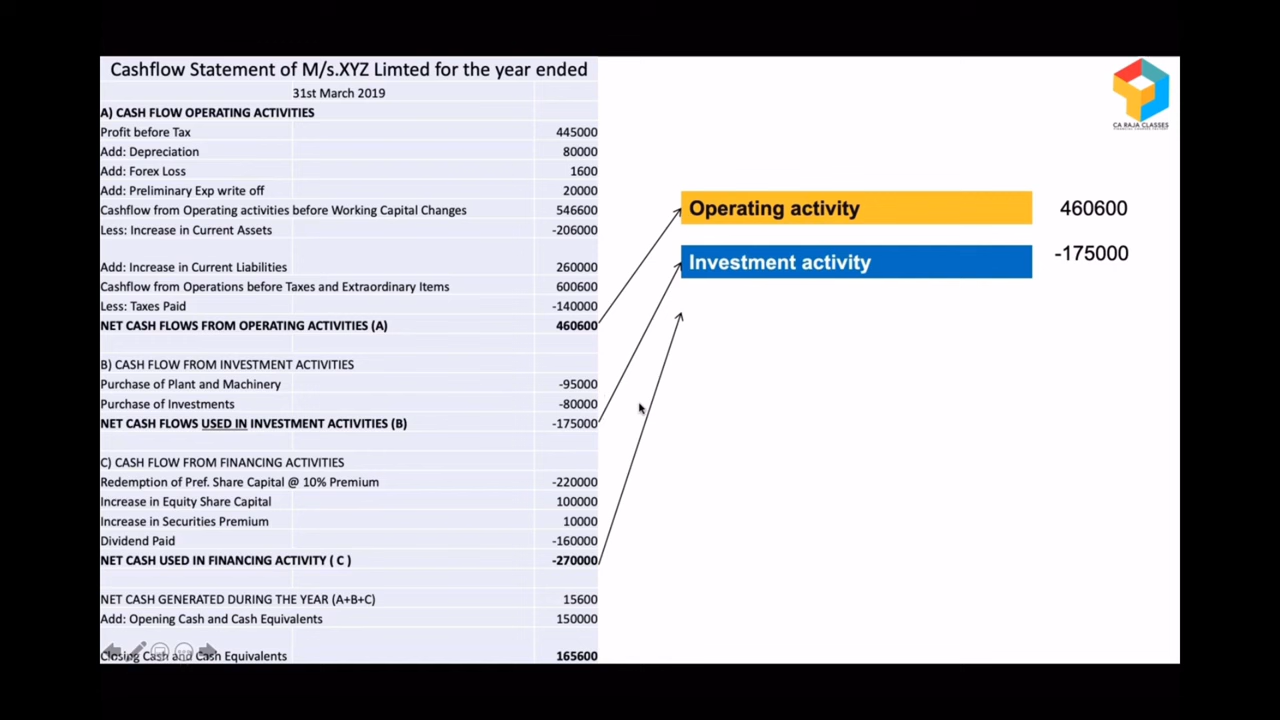 Cashflow Statement of M/s.XYZ Limted for the year ended
31st March 2019
A) CASH FLOW OPERATING ACTIVITIES
Profit before Tax 445000
Add: Depreciation 80000
Add: Forex Loss 1600
Add: Preliminary Exp write off 20000
Cashflow from Operating activities before Working Capital Changes 546600
Less: Increase in Current Assets -206000
Add: Increase in Current Liabilities 260000
Cashflow from Operations before Taxes and Extraordinary Items 600600
Less: Taxes Paid -140000
NET CASH FLOWS FROM OPERATING ACTIVITIES (A) 460600
B) CASH FLOW FROM INVESTMENT ACTIVITIES
Purchase of Plant and Machinery -95000
Purchase of Investments -80000
NET CASH FLOWS USED IN INVESTMENT ACTIVITIES (B) -175000
C) CASH FLOW FROM FINANCING ACTIVITIES
Redemption of Pref. Share Capital @ 10% Premium -220000
Increase in Equity Share Capital 100000
Increase in Securities Premium 10000
Dividend Paid -160000
NET CASH USED IN FINANCING ACTIVITY ( C ) -270000
NET CASH GENERATED DURING THE YEAR (A+B+C) 15600
Add: Opening Cash and Cash Equivalents 150000
Closing Cash and Cash Equivalents 165600
CA RAJA CLASSES
Operating activity 460600
Investment activity -175000